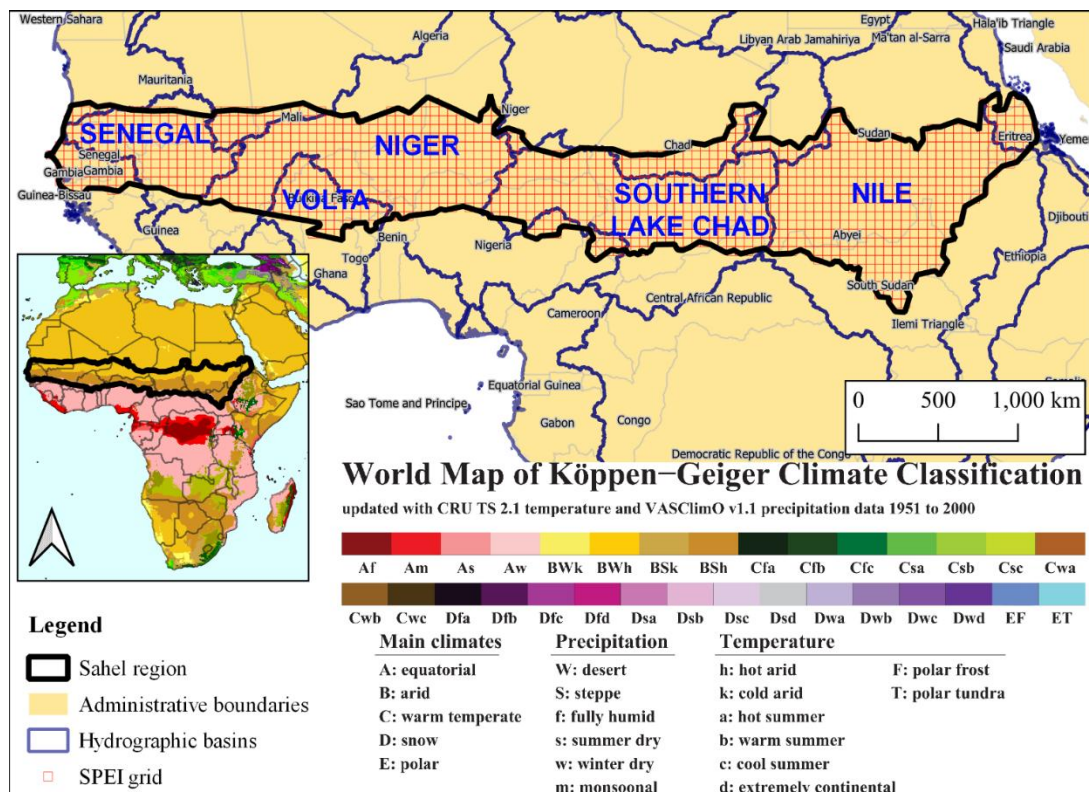 Western Sahara
Algeria
Libyan Arab Jamahiriya
Egypt
Ma'tan al-Sarra
Hala'ib Triangle
Saudi Arabia
Mauritania
Mali
Niger
Chad
Sudan
Eritrea
Yemen
SENEGAL
NIGER
VOLTA
SOUTHERN
LAKE CHAD
NILE
Senegal
Gambia
Gambia
Guinea-Bissau
Burkina Faso
Guinea
Benin
Togo
Ghana
Nigeria
Abyei
Djibouti
Ethiopia
South Sudan
Central African Republic
Cameroon
Ilemi Triangle
Equatorial Guinea
Sao Tome and Principe
Gabon
Congo
Democratic Republic of the Congo
0 500 1,000 km
World Map of Köppen−Geiger Climate Classification
updated with CRU TS 2.1 temperature and VASClimO v1.1 precipitation data 1951 to 2000
Af Am As Aw BWk BWh BSk BSh Cfa Cfb Cfc Csa Csb Csc Cwa
Cwb Cwc Dfa Dfb Dfc Dfd Dsa Dsb Dsc Dsd Dwa Dwb Dwc Dwd EF ET
Legend
Sahel region
Administrative boundaries
Hydrographic basins
SPEI grid
Main climates
A: equatorial
B: arid
C: warm temperate
D: snow
E: polar
Precipitation
W: desert
S: steppe
f: fully humid
s: summer dry
w: winter dry
m: monsoonal
Temperature
h: hot arid
k: cold arid
a: hot summer
b: warm summer
c: cool summer
d: extremely continental
F: polar frost
T: polar tundra